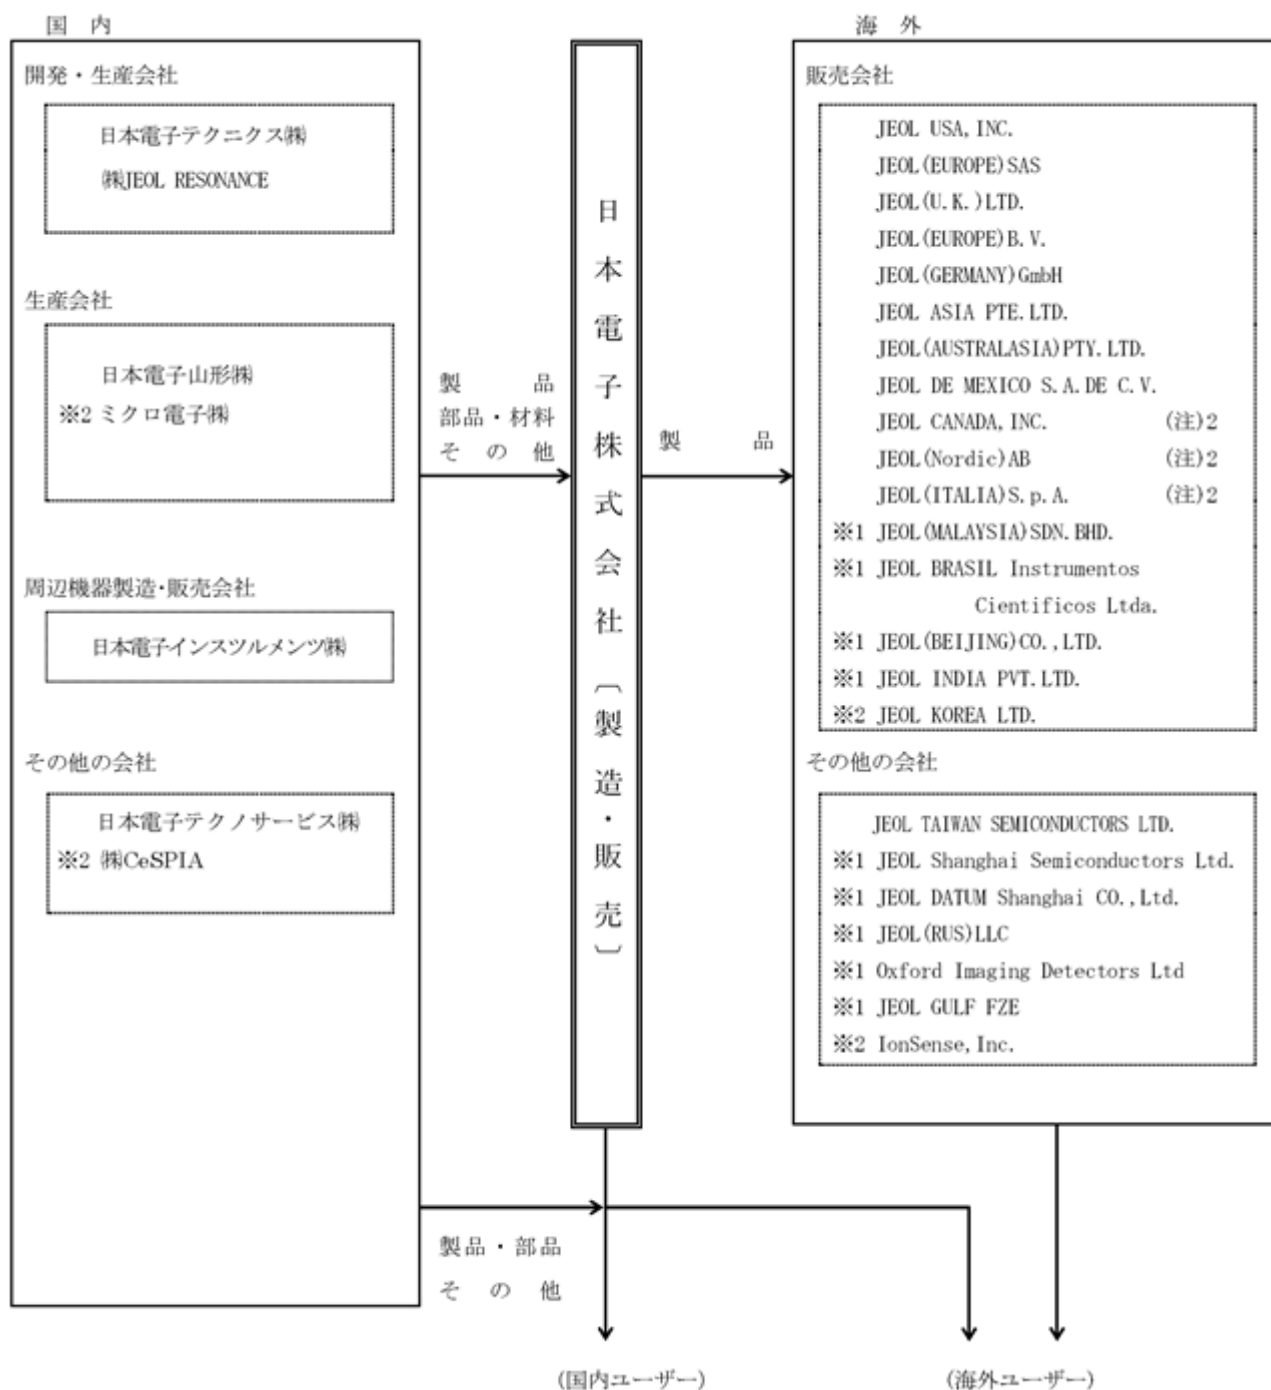 国 内
開発・生産会社
日本電子テクニクス㈱
㈱JEOL RESONANCE
生産会社
日本電子山形㈱
※2 ミクロ電子㈱
周辺機器製造・販売会社
日本電子インスツルメンツ㈱
その他の会社
日本電子テクノサービス㈱
※2 ㈱CeSPIA
製 品
部品・材料
そ の 他
日本電子株式会社〔製造・販売〕
製 品
製品・部品
そ の 他
海 外
販売会社
JEOL USA,INC.
JEOL(EUROPE)SAS
JEOL(U.K.)LTD.
JEOL(EUROPE)B.V.
JEOL(GERMANY)GmbH
JEOL ASIA PTE.LTD.
JEOL(AUSTRALASIA)PTY.LTD.
JEOL DE MEXICO S.A.DE C.V.
JEOL CANADA,INC. (注)2
JEOL(Nordic)AB (注)2
JEOL(ITALIA)S.p.A. (注)2
※1 JEOL(MALAYSIA)SDN.BHD.
※1 JEOL BRASIL Instrumentos
Cientificos Ltda.
※1 JEOL(BEIJING)CO.,LTD.
※1 JEOL INDIA PVT.LTD.
※2 JEOL KOREA LTD.
その他の会社
JEOL TAIWAN SEMICONDUCTORS LTD.
※1 JEOL Shanghai Semiconductors Ltd.
※1 JEOL DATUM Shanghai CO.,Ltd.
※1 JEOL(RUS)LLC
※1 Oxford Imaging Detectors Ltd
※1 JEOL GULF FZE
※2 IonSense,Inc.
(国内ユーザー)
(海外ユーザー)